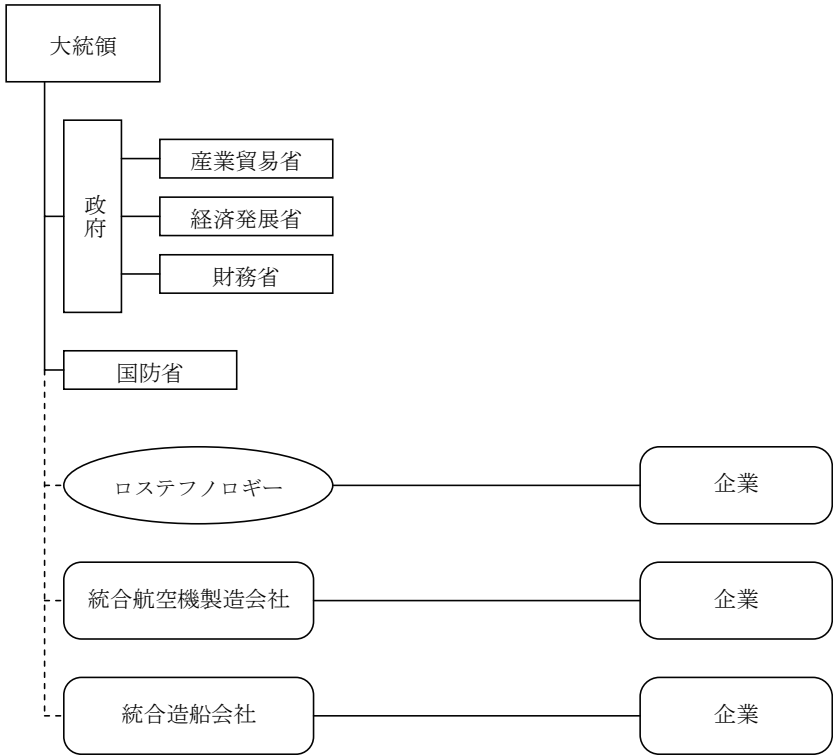 大統領
政府
産業貿易省
経済発展省
財務省
国防省
ロステフノロギー
企業
統合航空機製造会社
企業
統合造船会社
企業